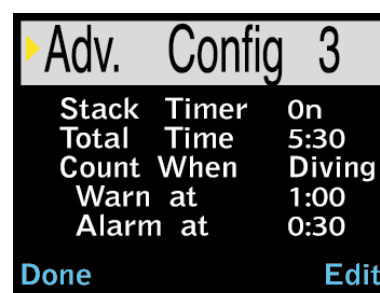 Adv. Config 3
Stack Timer On
Total Time 5:30
Count When Diving
Warn at 1:00
Alarm at 0:30
Done Edit